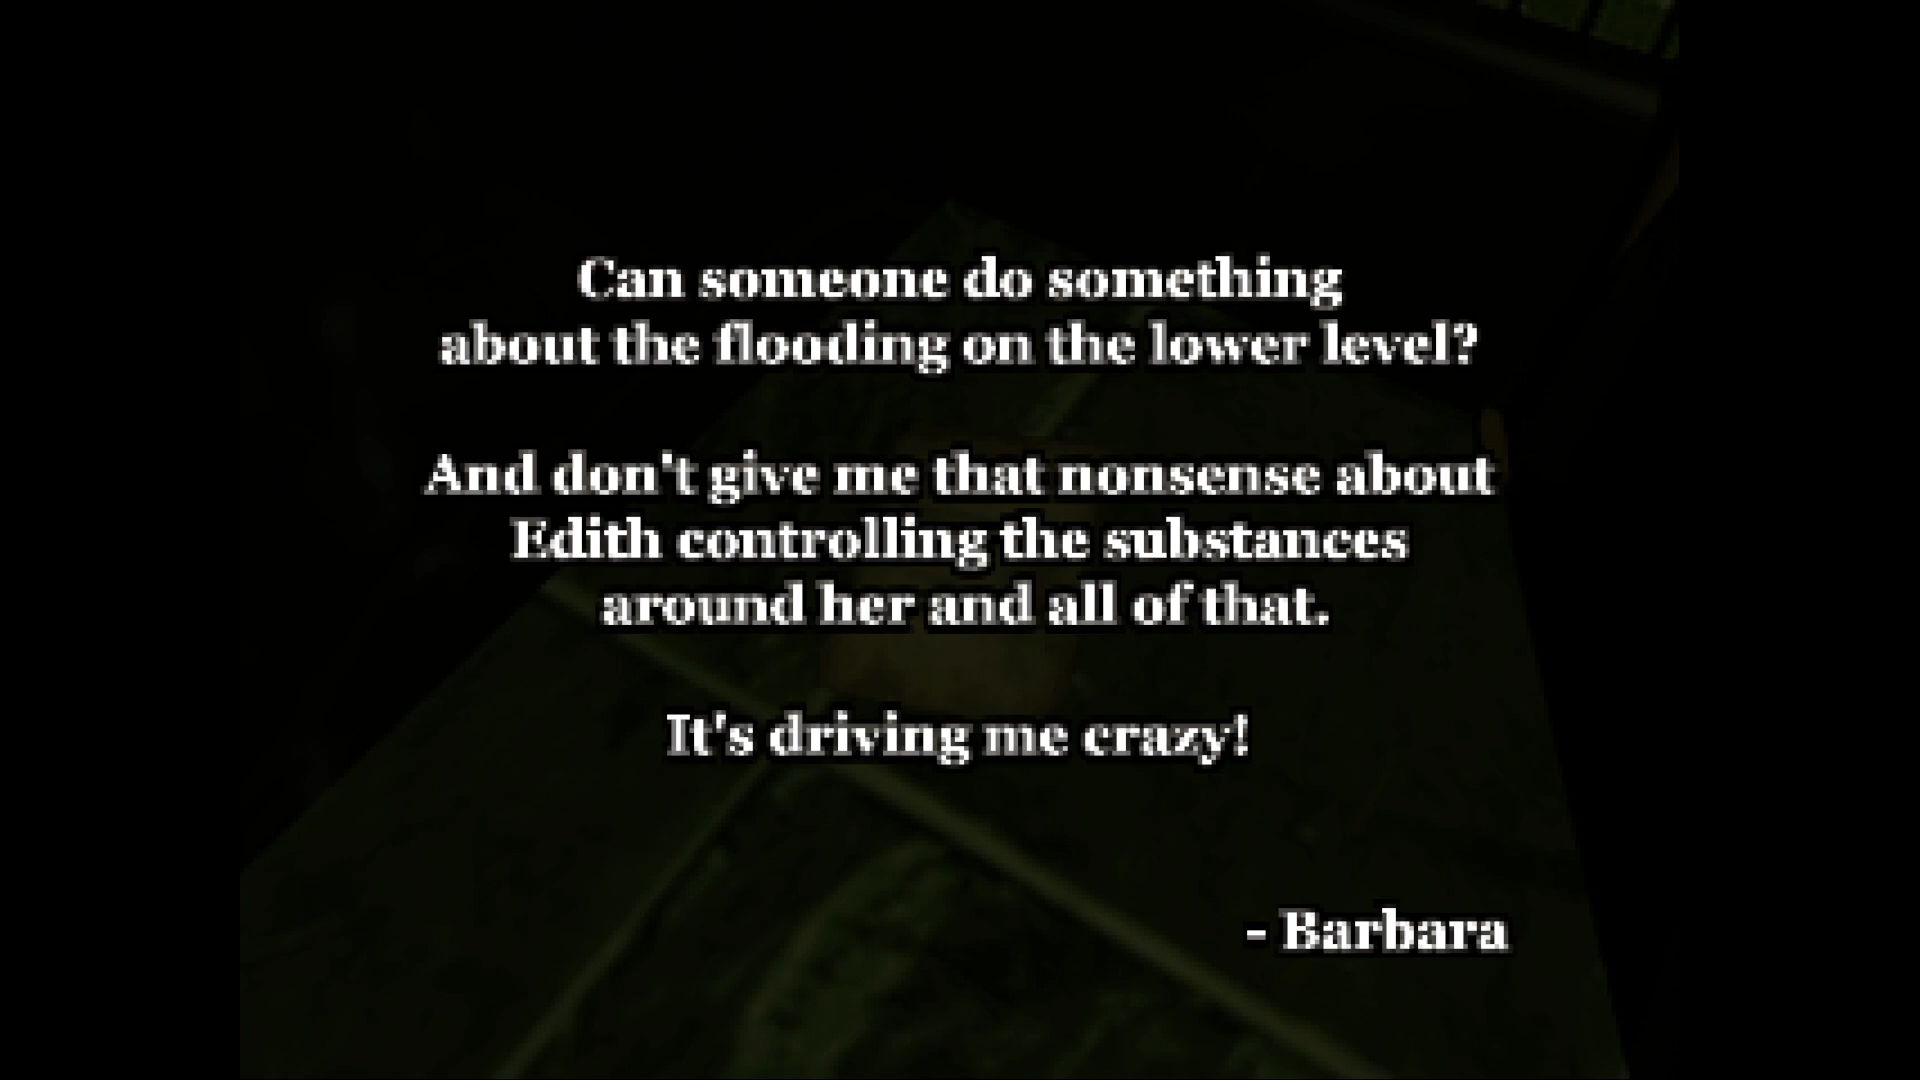 Can someone do something
about the flooding on the lower level?
And don't give me that nonsense about
Edith controlling the substances
around her and all of that.
It's driving me crazy!
- Barbara